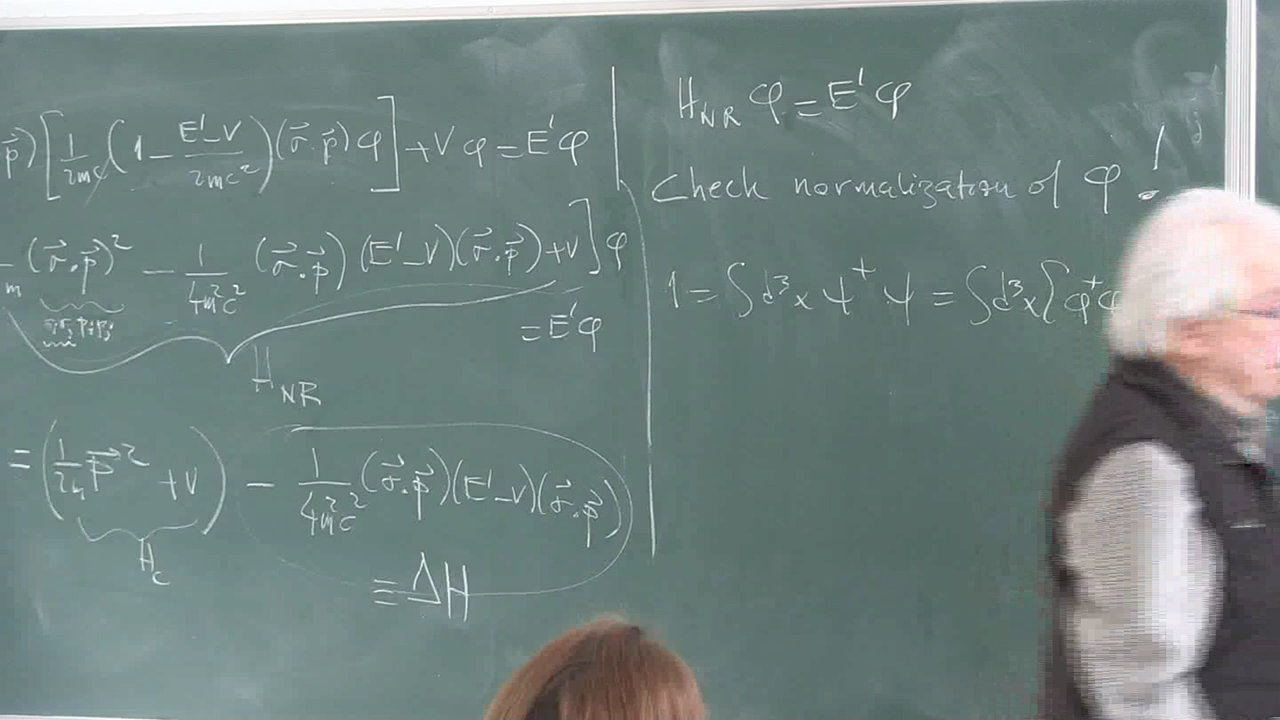 p⃗)[1/2mc (1 - E'-V/2mc²)(σ⃗·p⃗)φ] + Vφ = E'φ
(σ⃗·p⃗)² - 1/4m²c² (σ⃗·p⃗)(E'-V)(σ⃗·p⃗)+V]φ
m
= E'φ
H_NR
= (1/2m p⃗² + V) - 1/4m²c² (σ⃗·p⃗)(E'-V)(σ⃗·p⃗)
H_c
≡ ΔH
H_NR φ = E'φ
Check normalization of φ!
1 = ∫d³x ψ⁺ψ = ∫d³x{φ⁺φ